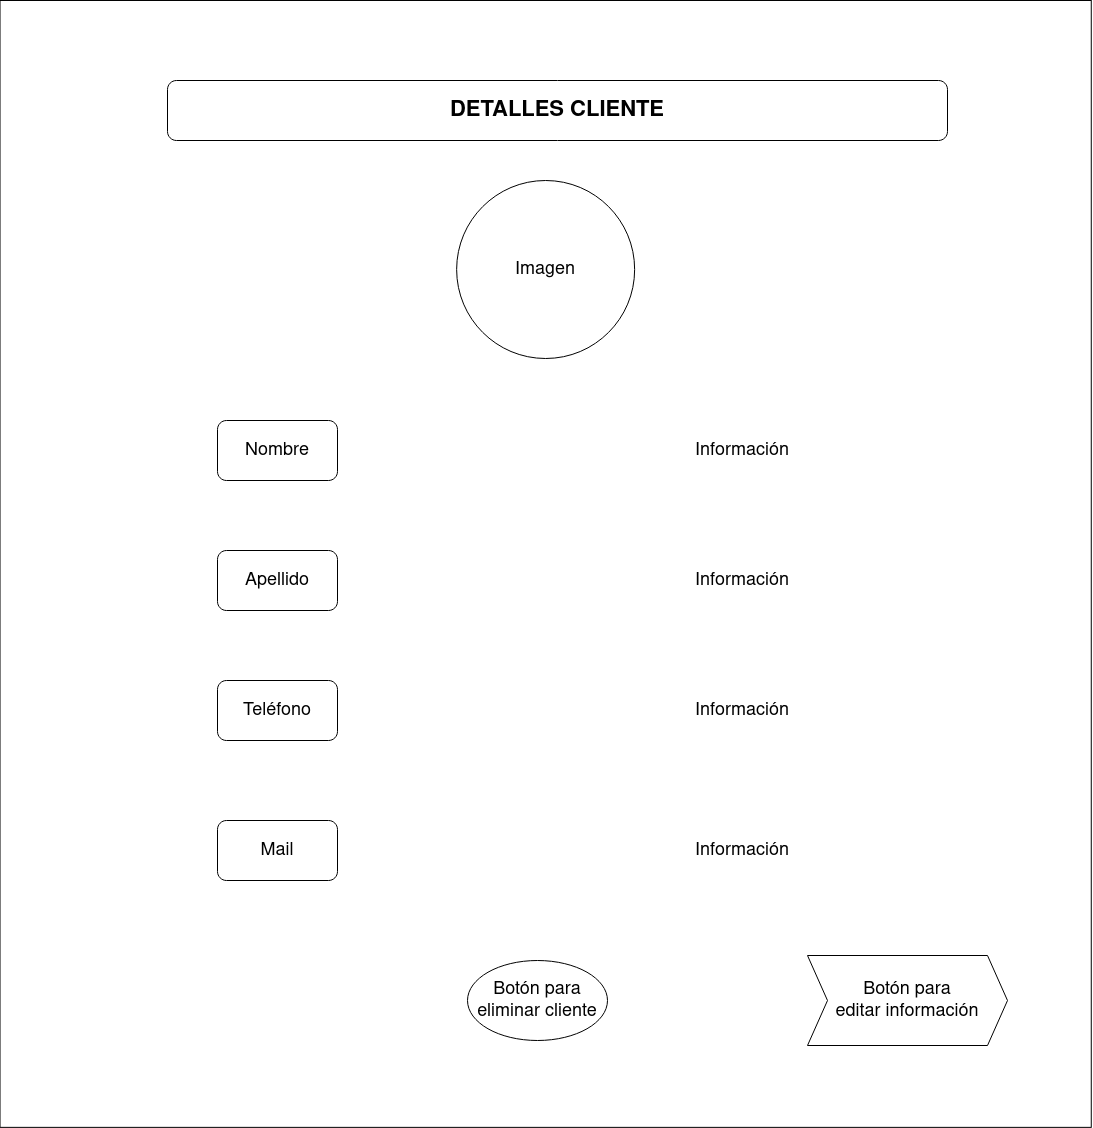 DETALLES CLIENTE
Imagen
Nombre
Información
Apellido
Información
Teléfono
Información
Mail
Información
Botón para
eliminar cliente
Botón para
editar información